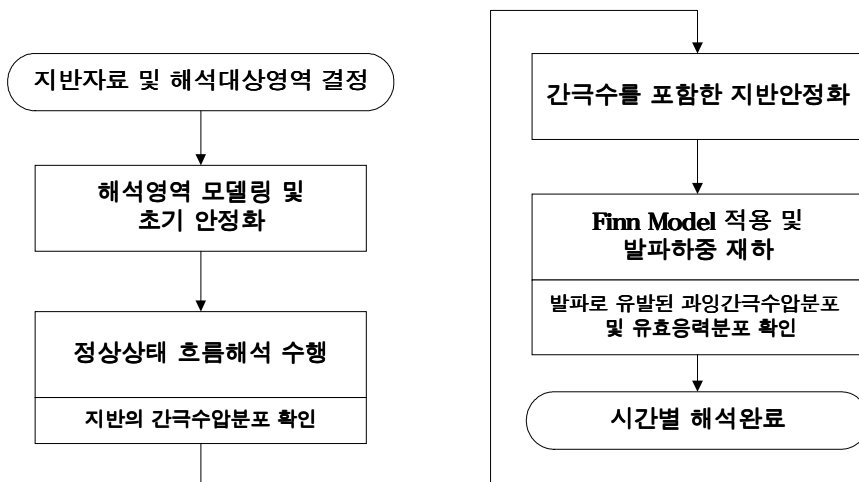 지반자료 및 해석대상영역 결정
해석영역 모델링 및
초기 안정화
정상상태 흐름해석 수행
지반의 간극수압분포 확인
간극수를 포함한 지반안정화
Finn Model 적용 및
발파하중 재하
발파로 유발된 과잉간극수압분포
및 유효응력분포 확인
시간별 해석완료